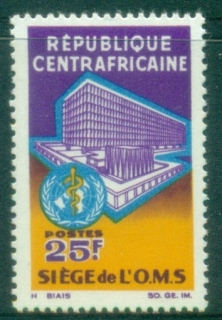 RÉPUBLIQUE
CENTRAFRICAINE
POSTES
25F
SIÈGE de L'O.M.S
H BIAIS SO. GE. IM.